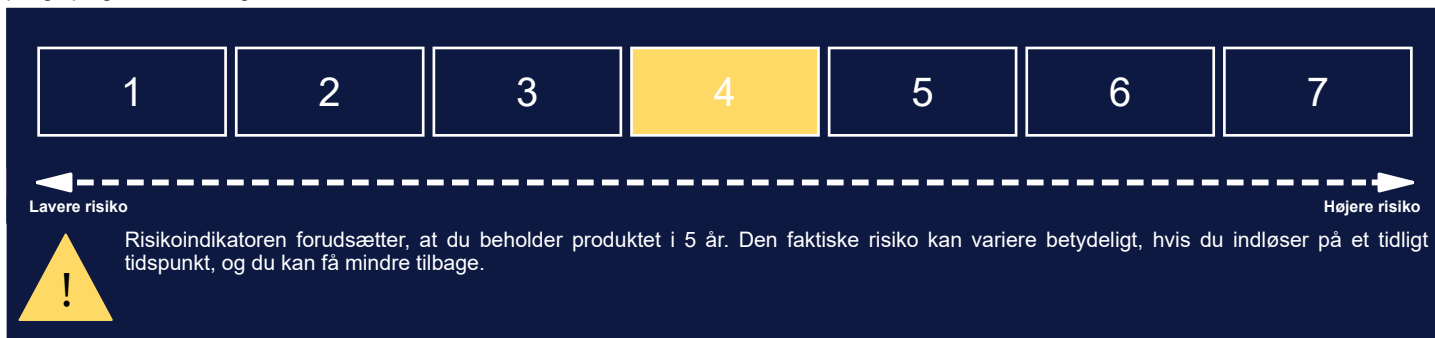 1 2 3 4 5 6 7
Lavere risiko Højere risiko
Risikoindikatoren forudsætter, at du beholder produktet i 5 år. Den faktiske risiko kan variere betydeligt, hvis du indløser på et tidligt
tidspunkt, og du kan få mindre tilbage.
!